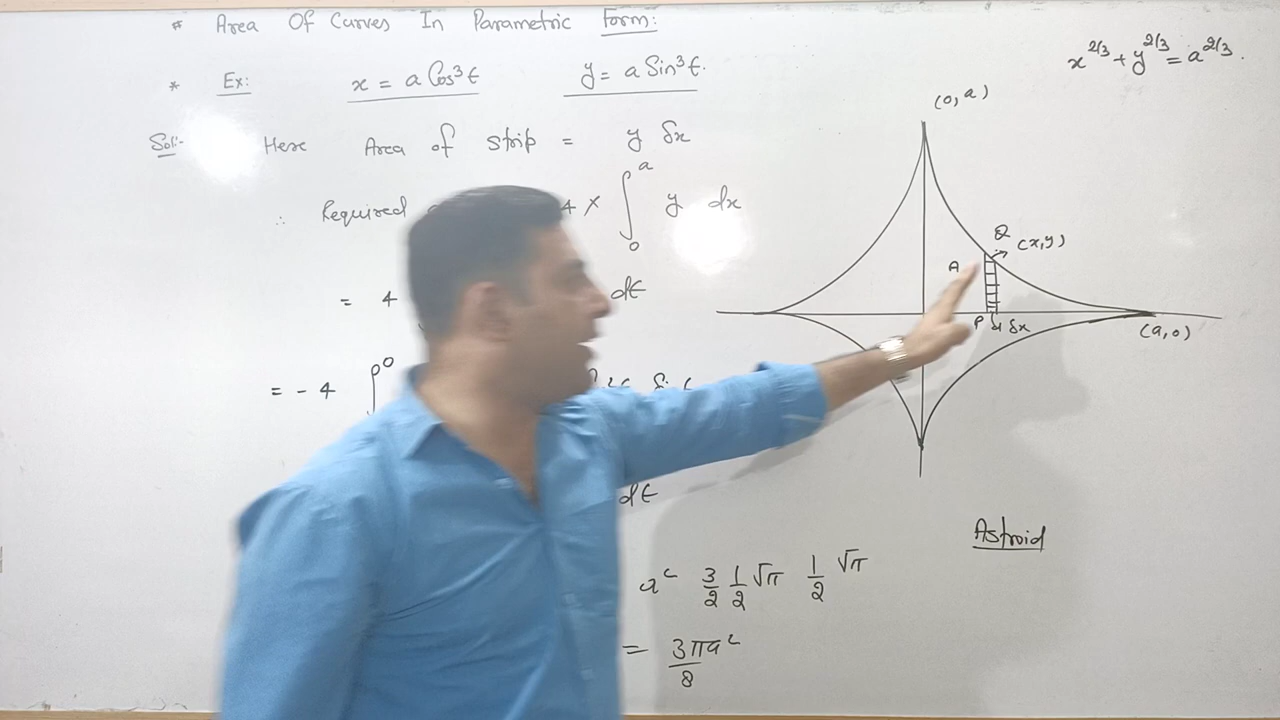 * Area Of Curves In Parametric Form:
* Ex: x = a Cos³t y = a Sin³t.
Sol:- Here Area of strip = y δx
∴ Required 4 × ∫₀ᵃ y dx
= 4 dt
= - 4 ∫⁰
dt
a² 3/2 1/2 √π 1/2 √π
= 3πa²/8
x^2/3 + y^2/3 = a^2/3.
(0, a)
Q (x,y)
A
P δx
(a,0)
Astroid